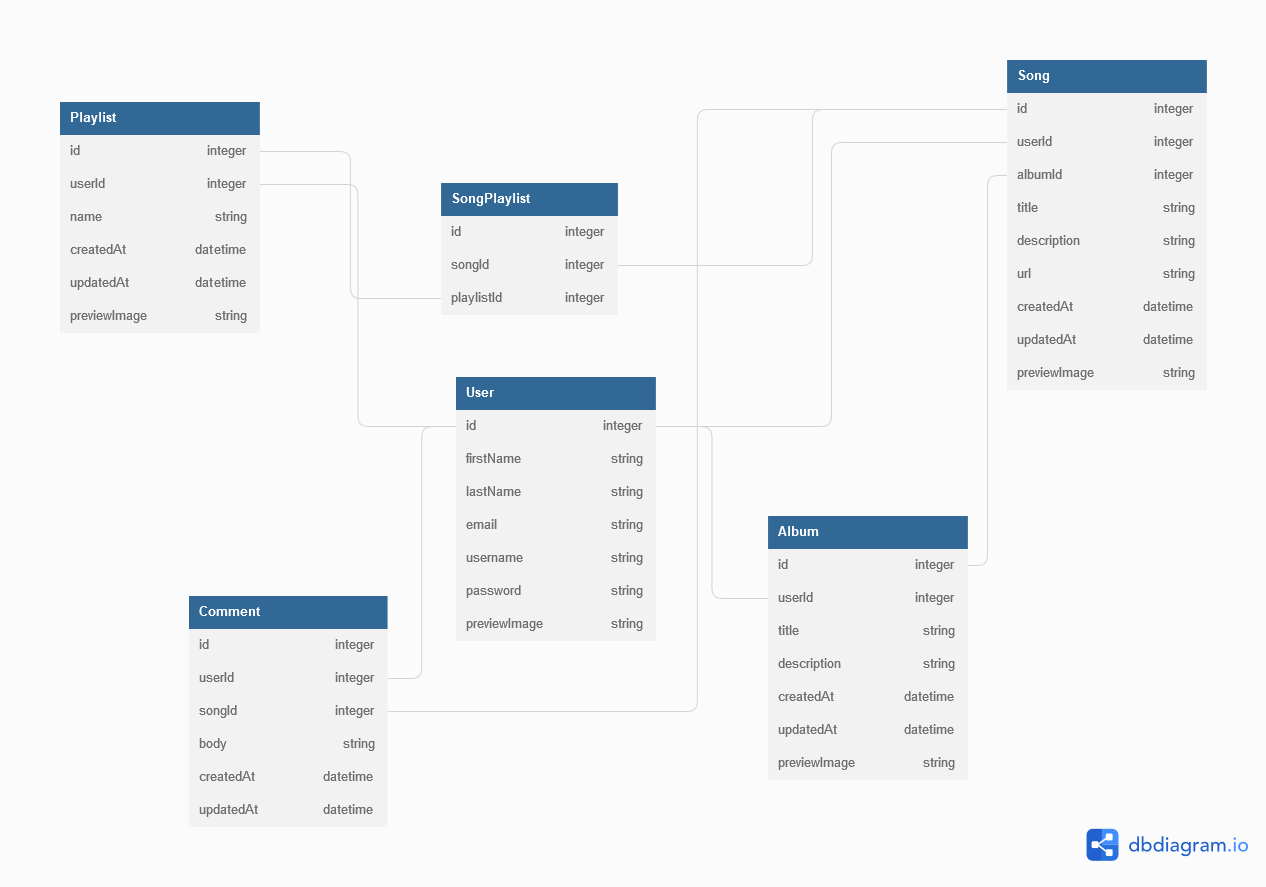 Playlist
id integer
userId integer
name string
createdAt datetime
updatedAt datetime
previewImage string
SongPlaylist
id integer
songId integer
playlistId integer
Song
id integer
userId integer
albumId integer
title string
description string
url string
createdAt datetime
updatedAt datetime
previewImage string
User
id integer
firstName string
lastName string
email string
username string
password string
previewImage string
Album
id integer
userId integer
title string
description string
createdAt datetime
updatedAt datetime
previewImage string
Comment
id integer
userId integer
songId integer
body string
createdAt datetime
updatedAt datetime
dbdiagram.io